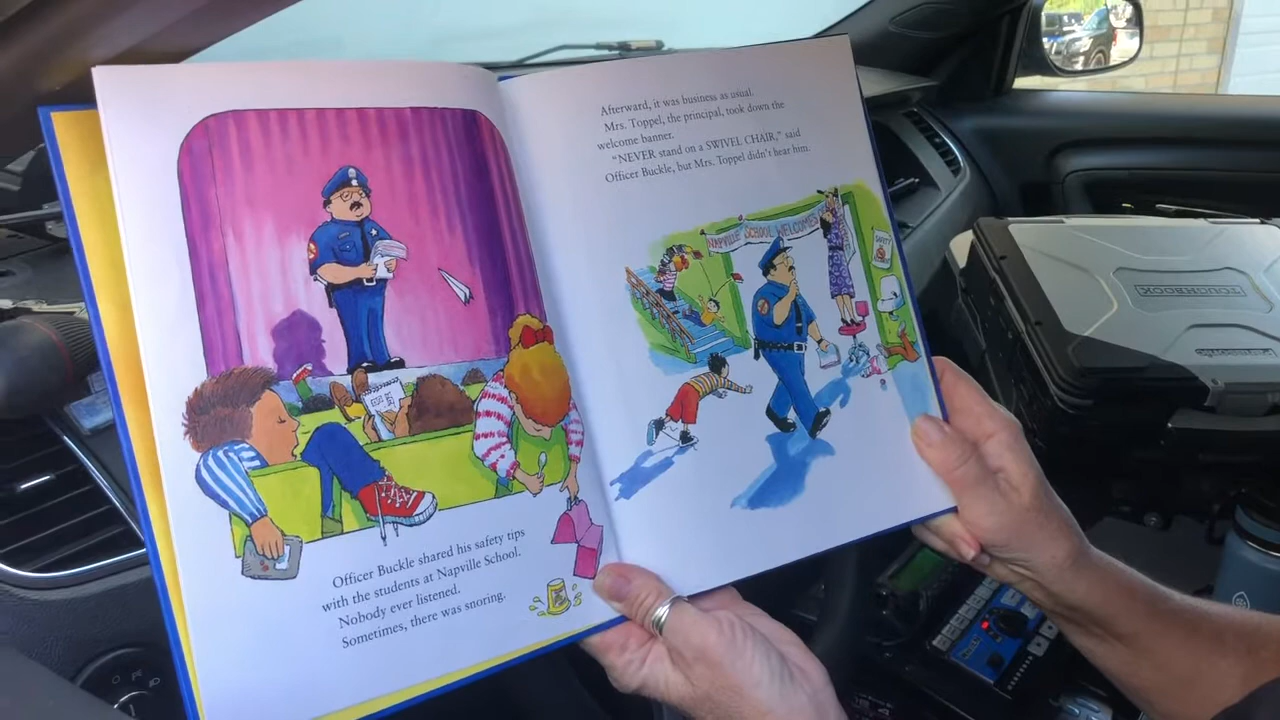 Officer Buckle shared his safety tips
with the students at Napville School.
Nobody ever listened.
Sometimes, there was snoring.
Afterward, it was business as usual.
Mrs. Toppel, the principal, took down the
welcome banner.
"NEVER stand on a SWIVEL CHAIR," said
Officer Buckle, but Mrs. Toppel didn't hear him.
NAPVILLE SCHOOL WELCOMES
SAFETY
TOUGHBOOK